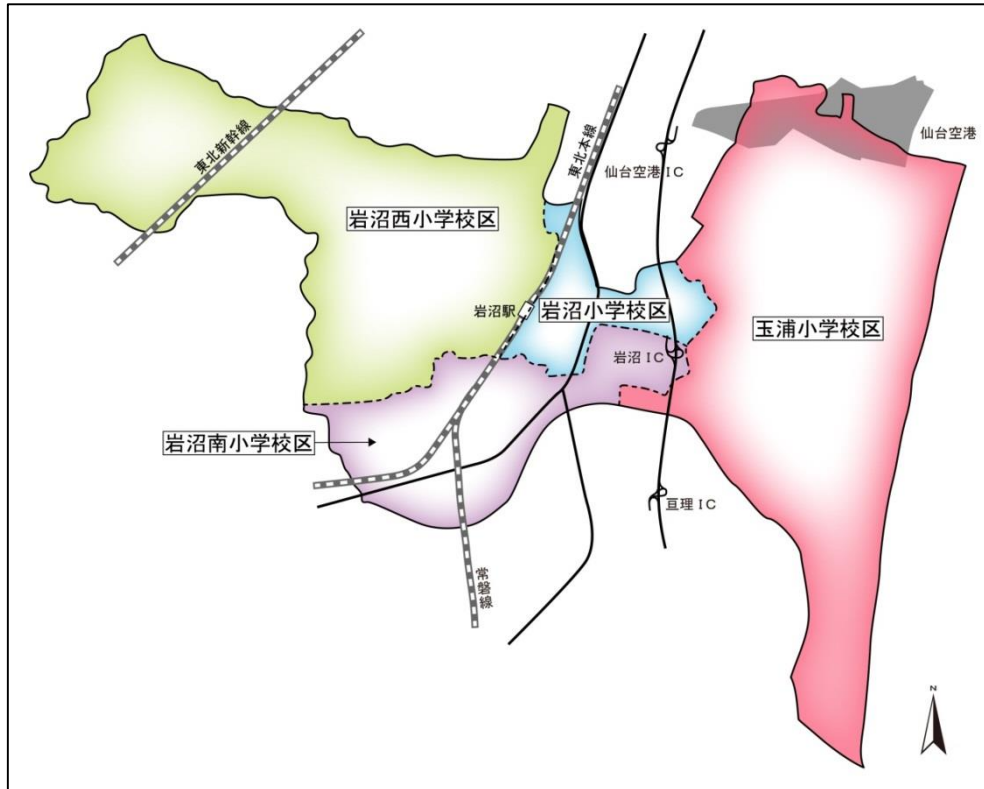 東北新幹線
東北本線
仙台空港
仙台空港IC
岩沼西小学校区
岩沼駅
岩沼小学校区
玉浦小学校区
岩沼IC
岩沼南小学校区
亘理IC
常磐線
N